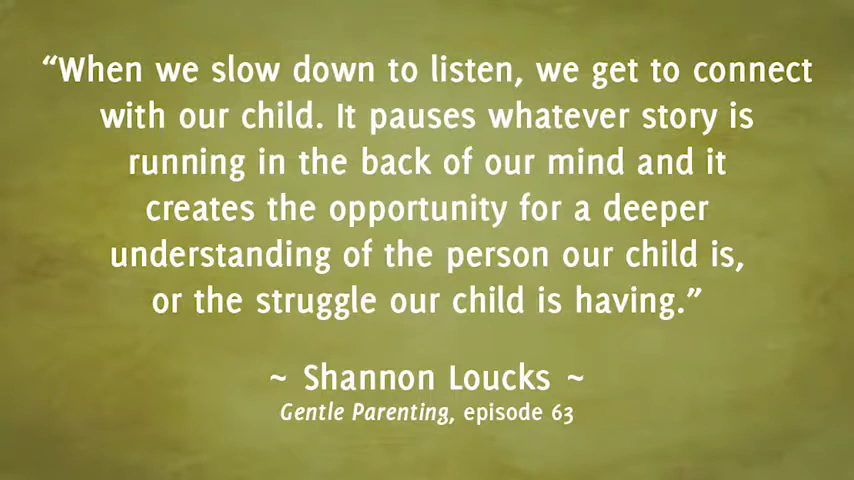 “When we slow down to listen, we get to connect
with our child. It pauses whatever story is
running in the back of our mind and it
creates the opportunity for a deeper
understanding of the person our child is,
or the struggle our child is having.”
~ Shannon Loucks ~
Gentle Parenting, episode 63